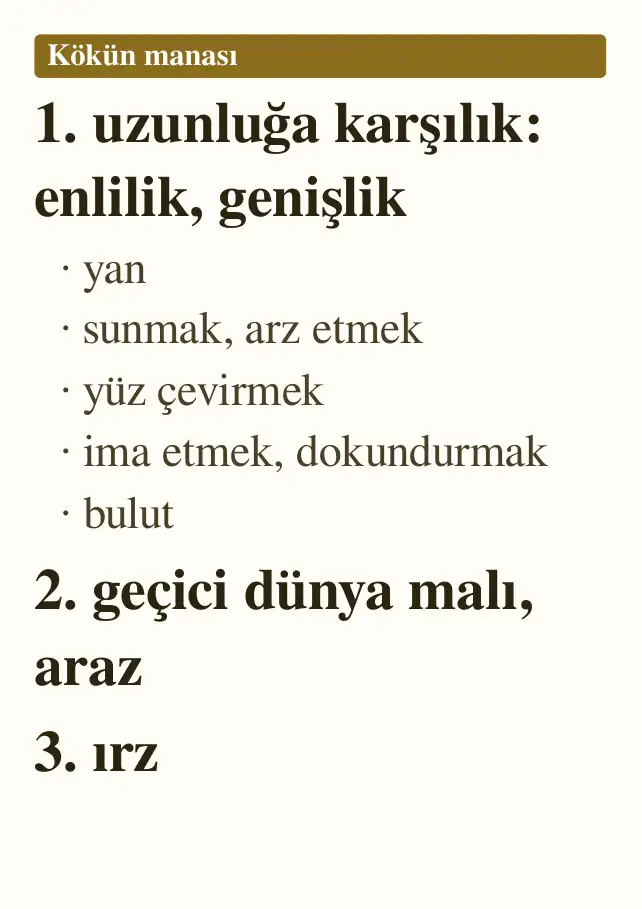 Kökün manası
1. uzunluğa karşılık:
enlilik, genişlik
· yan
· sunmak, arz etmek
· yüz çevirmek
· ima etmek, dokundurmak
· bulut
2. geçici dünya malı,
araz
3. ırz